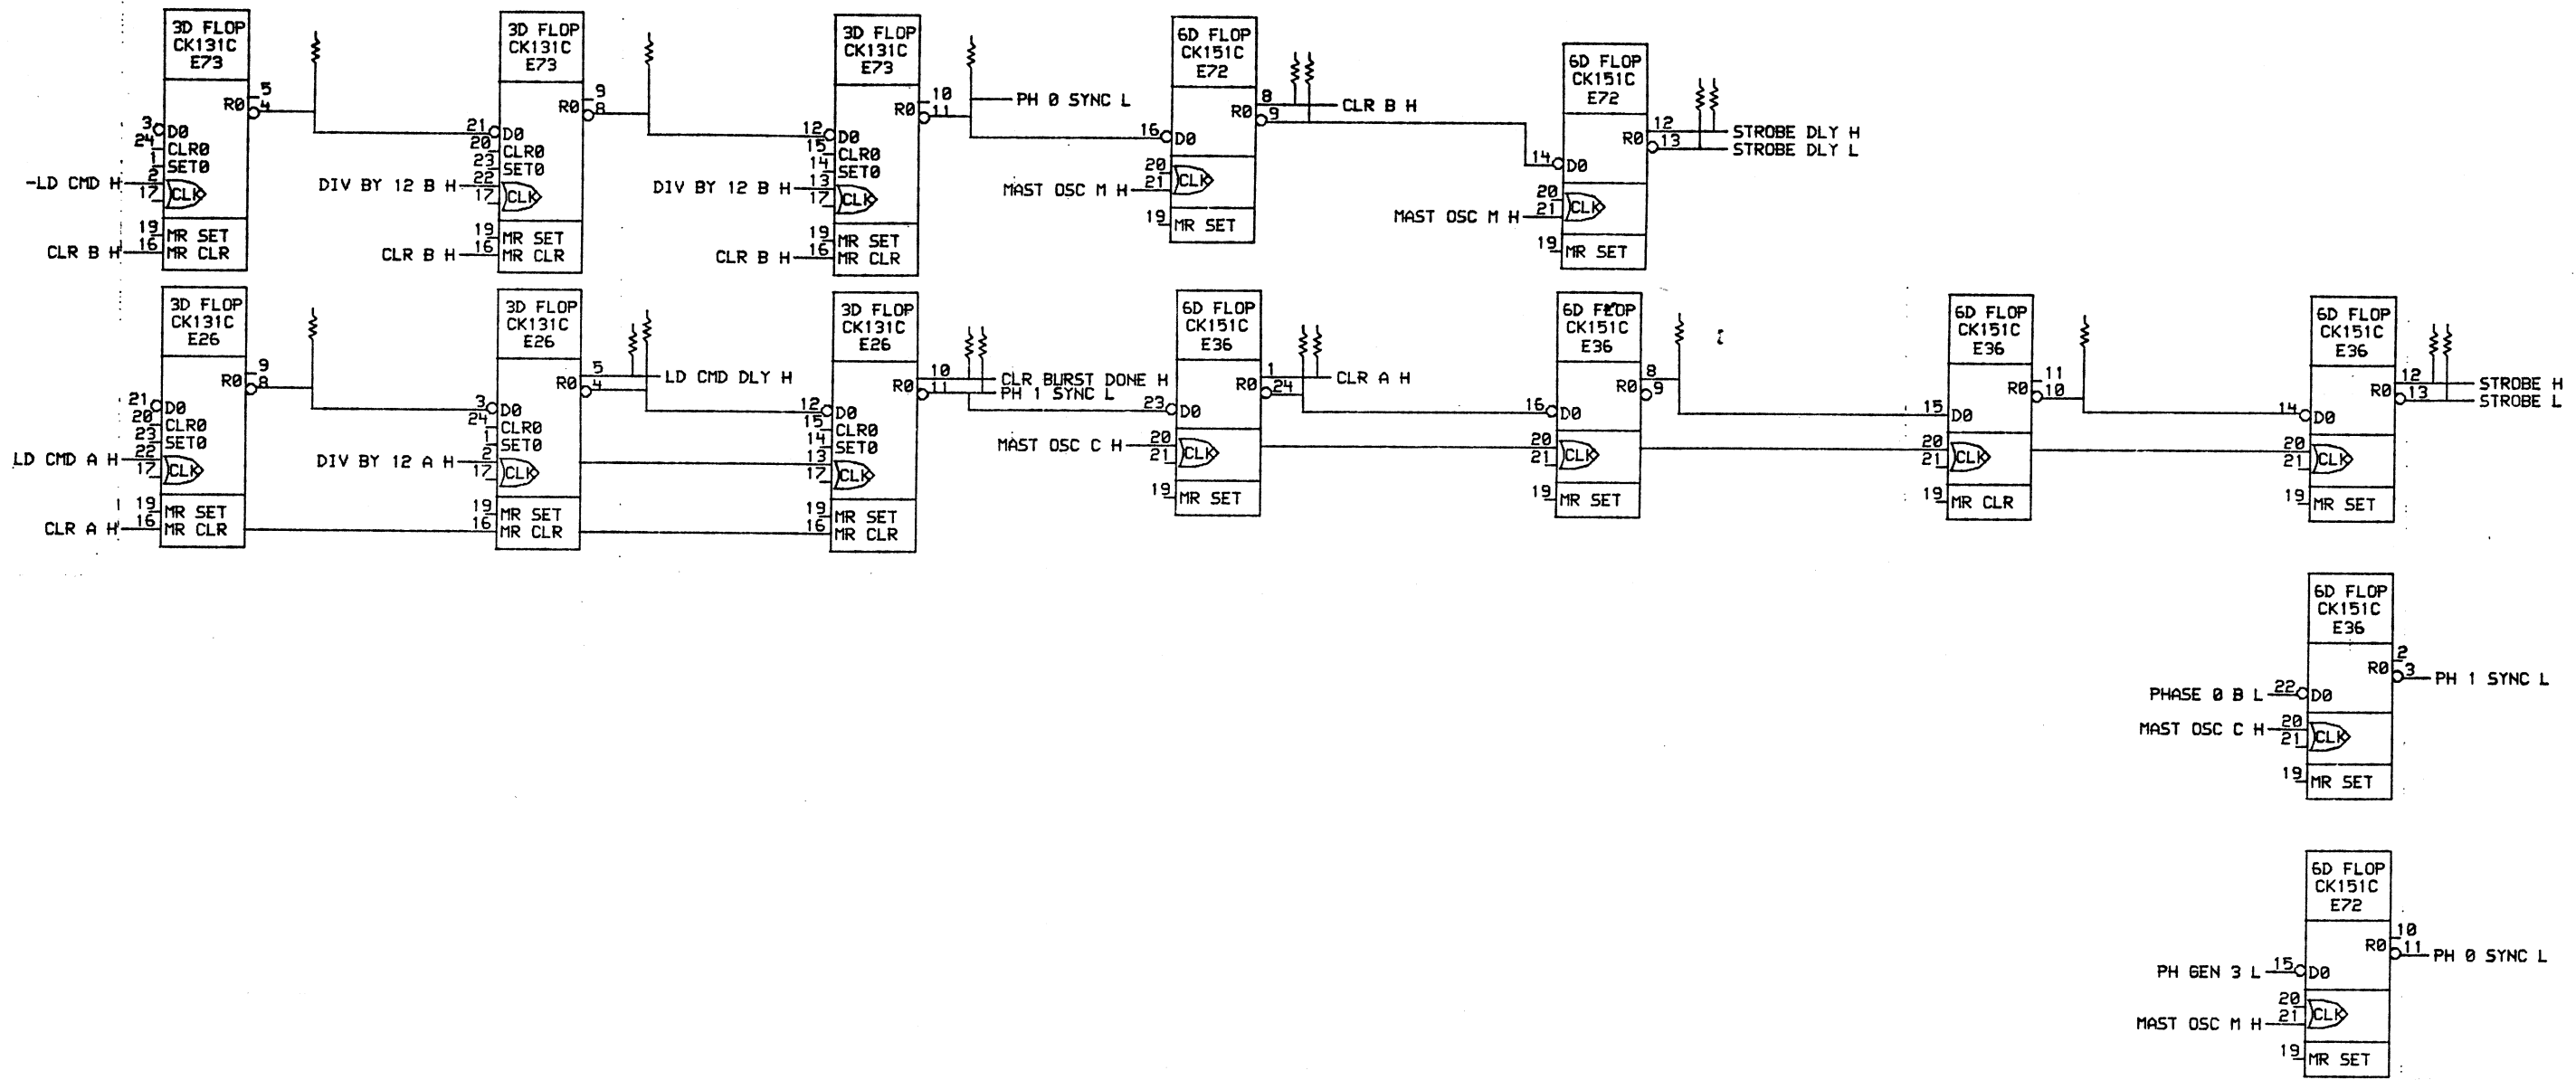 3D FLOP
CK131C
E73
5
R0 4
3 D0
24 CLR0
1 SET0
-LD CMD H 2
17 CLK
19 MR SET
CLR B H 16 MR CLR
3D FLOP
CK131C
E73
9
R0 8
21 D0
20 CLR0
23 SET0
DIV BY 12 B H 22
17 CLK
19 MR SET
CLR B H 16 MR CLR
3D FLOP
CK131C
E73
10
R0 11
PH 0 SYNC L
12 D0
15 CLR0
14 SET0
DIV BY 12 B H 13
17 CLK
19 MR SET
CLR B H 16 MR CLR
6D FLOP
CK151C
E72
8 CLR B H
R0 9
16 D0
20 CLK
MAST OSC M H 21
19 MR SET
6D FLOP
CK151C
E72
12 STROBE DLY H
R0 13 STROBE DLY L
14 D0
20 CLK
MAST OSC M H 21
19 MR SET
3D FLOP
CK131C
E26
9
R0 8
21 D0
20 CLR0
23 SET0
LD CMD A H 22
17 CLK
19 MR SET
CLR A H 16 MR CLR
3D FLOP
CK131C
E26
5 LD CMD DLY H
R0 4
3 D0
24 CLR0
1 SET0
DIV BY 12 A H 2
17 CLK
19 MR SET
16 MR CLR
3D FLOP
CK131C
E26
10 CLR BURST DONE H
R0 11 PH 1 SYNC L
12 D0
15 CLR0
14 SET0
13
17 CLK
19 MR SET
16 MR CLR
6D FLOP
CK151C
E36
1 CLR A H
R0 24
23 D0
MAST OSC C H 20
21 CLK
19 MR SET
6D FLOP
CK151C
E36
8
R0 9
16 D0
20
21 CLK
19 MR SET
6D FLOP
CK151C
E36
11
R0 10
15 D0
20
21 CLK
19 MR CLR
6D FLOP
CK151C
E36
12 STROBE H
R0 13 STROBE L
14 D0
20
21 CLK
19 MR SET
6D FLOP
CK151C
E36
2
R0 3 PH 1 SYNC L
PHASE 0 B L 22 D0
MAST OSC C H 20
21 CLK
19 MR SET
6D FLOP
CK151C
E72
10
R0 11 PH 0 SYNC L
PH GEN 3 L 15 D0
20 CLK
MAST OSC M H 21
19 MR SET